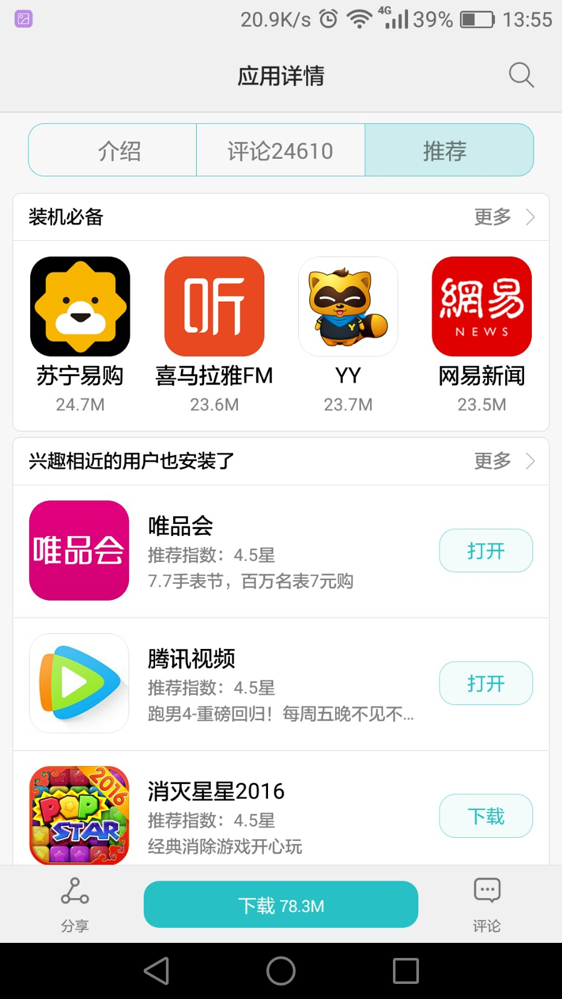 20.9K/s 4G 39% 13:55
应用详情
介绍 评论24610 推荐
装机必备 更多
听 Y 網易 NEWS
苏宁易购 喜马拉雅FM YY 网易新闻
24.7M 23.6M 23.7M 23.5M
兴趣相近的用户也安装了 更多
唯品会
唯品会
推荐指数：4.5星
7.7手表节，百万名表7元购
打开
腾讯视频
推荐指数：4.5星
跑男4-重磅回归！每周五晚不见不...
打开
2016
POP
STAR
消灭星星2016
推荐指数：4.5星
经典消除游戏开心玩
下载
分享 下载 78.3M 评论